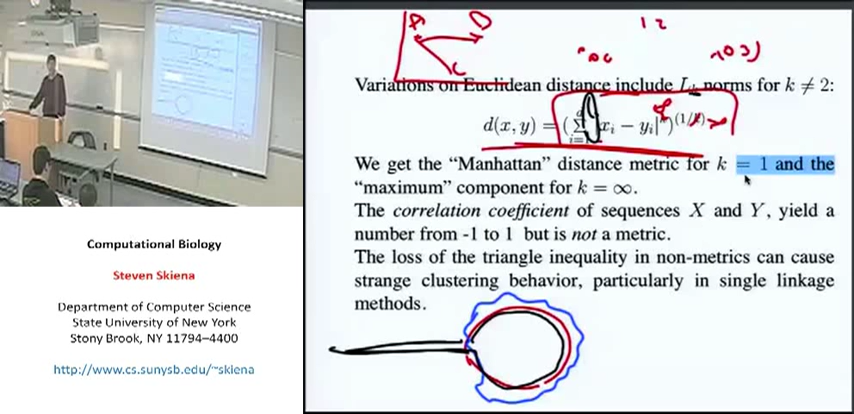 Computational Biology
Steven Skiena
Department of Computer Science
State University of New York
Stony Brook, NY 11794–4400
http://www.cs.sunysb.edu/~skiena
A B
C
12
Variations on Euclidean distance include norms for k ≠ 2:
d(x, y) = (∑ x_i − y_i|
We get the “Manhattan” distance metric for k = 1 and the
“maximum” component for k = ∞.
The correlation coefficient of sequences X and Y, yield a
number from -1 to 1 but is not a metric.
The loss of the triangle inequality in non-metrics can cause
strange clustering behavior, particularly in single linkage
methods.